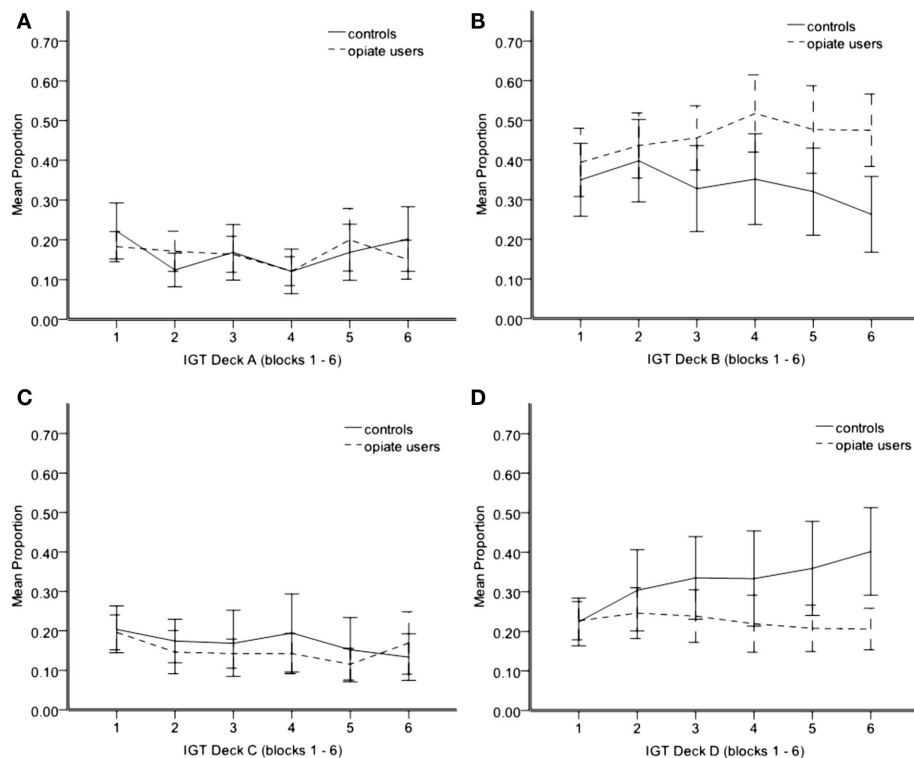 A
controls
opiate users
Mean Proportion
0.70
0.60
0.50
0.40
0.30
0.20
0.10
0.00
1 2 3 4 5 6
IGT Deck A (blocks 1 - 6)
B
controls
opiate users
Mean Proportion
0.70
0.60
0.50
0.40
0.30
0.20
0.10
0.00
1 2 3 4 5 6
IGT Deck B (blocks 1 - 6)
C
controls
opiate users
Mean Proportion
0.70
0.60
0.50
0.40
0.30
0.20
0.10
0.00
1 2 3 4 5 6
IGT Deck C (blocks 1 - 6)
D
controls
opiate users
Mean Proportion
0.70
0.60
0.50
0.40
0.30
0.20
0.10
0.00
1 2 3 4 5 6
IGT Deck D (blocks 1 - 6)